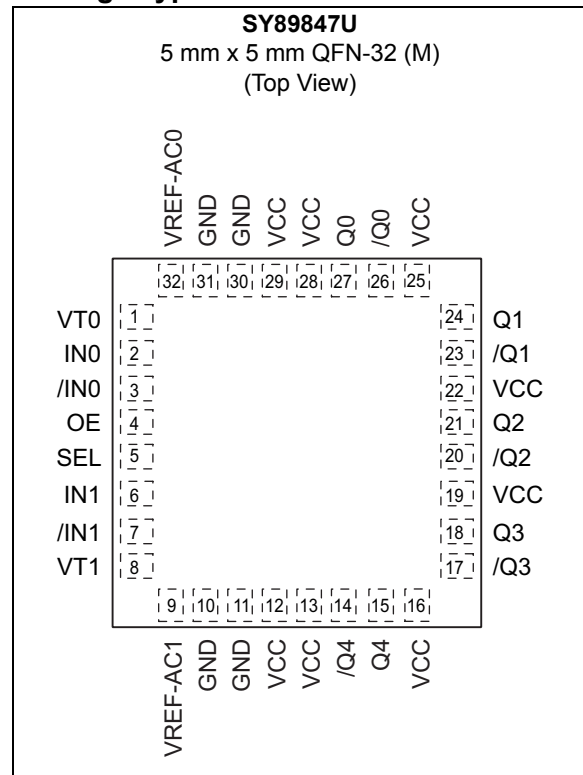 SY89847U
5 mm x 5 mm QFN-32 (M)
(Top View)
VREF-AC0
GND
GND
VCC
VCC
Q0
/Q0
VCC
32 31 30 29 28 27 26 25
VT0 1
IN0 2
/IN0 3
OE 4
SEL 5
IN1 6
/IN1 7
VT1 8
24 Q1
23 /Q1
22 VCC
21 Q2
20 /Q2
19 VCC
18 Q3
17 /Q3
9 10 11 12 13 14 15 16
VREF-AC1
GND
GND
VCC
VCC
/Q4
Q4
VCC